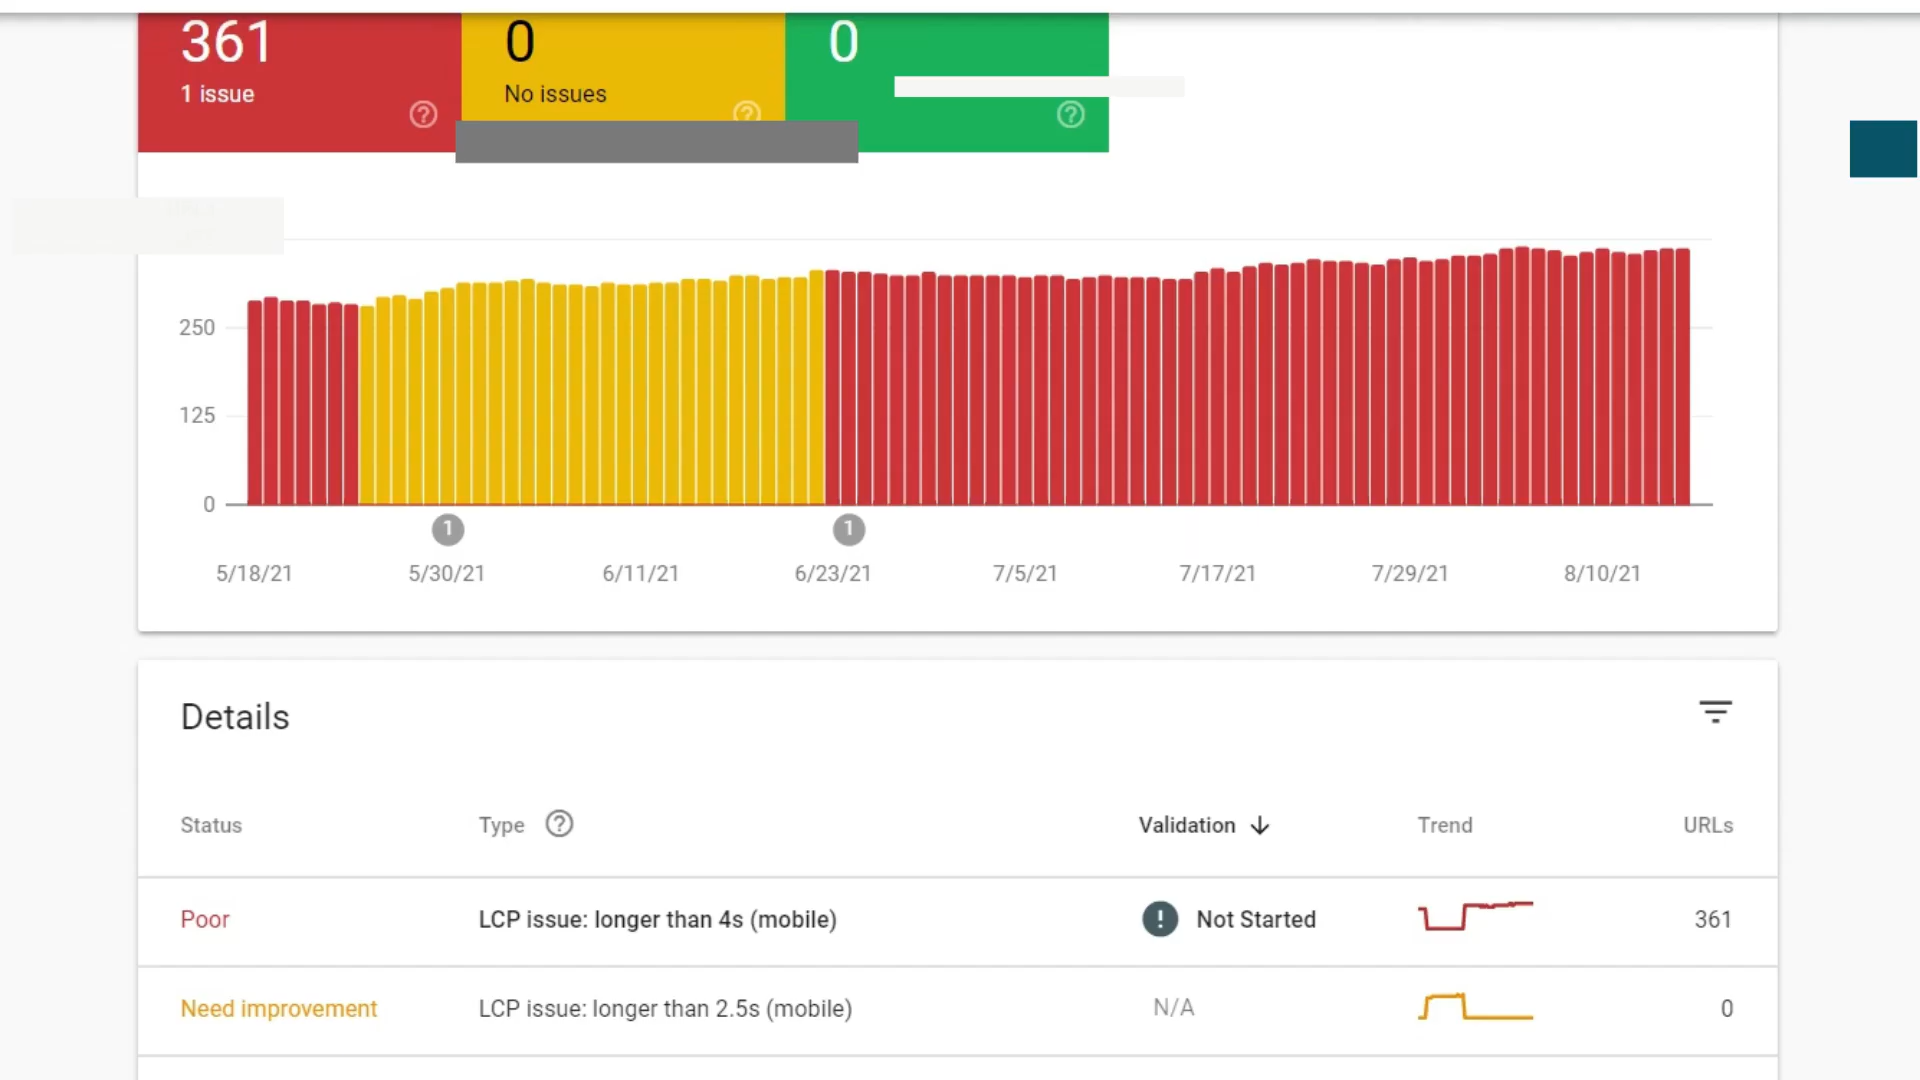 361
0
0
1 issue
No issues
250
125
0
1
1
5/18/21
5/30/21
6/11/21
6/23/21
7/5/21
7/17/21
7/29/21
8/10/21
Details
Status
Type
Validation
Trend
URLs
Poor
LCP issue: longer than 4s (mobile)
Not Started
361
Need improvement
LCP issue: longer than 2.5s (mobile)
N/A
0